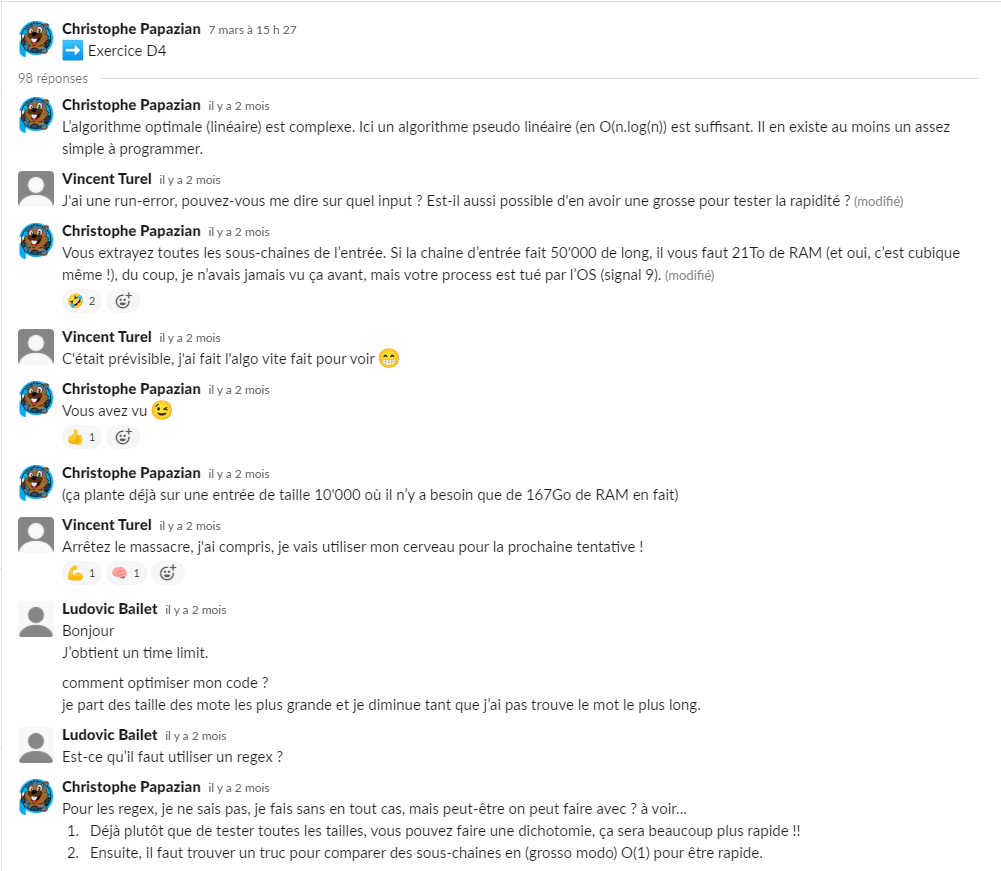 Christophe Papazian 7 mars à 15 h 27
➡️ Exercice D4
98 réponses
Christophe Papazian il y a 2 mois
L’algorithme optimale (linéaire) est complexe. Ici un algorithme pseudo linéaire (en O(n.log(n)) est suffisant. Il en existe au moins un assez
simple à programmer.
Vincent Turel il y a 2 mois
J'ai une run-error, pouvez-vous me dire sur quel input ? Est-il aussi possible d'en avoir une grosse pour tester la rapidité ? (modifié)
Christophe Papazian il y a 2 mois
Vous extrayez toutes les sous-chaines de l’entrée. Si la chaine d’entrée fait 50'000 de long, il vous faut 21To de RAM (et oui, c’est cubique
même !), du coup, je n’avais jamais vu ça avant, mais votre process est tué par l’OS (signal 9). (modifié)
🤣 2
Vincent Turel il y a 2 mois
C'était prévisible, j'ai fait l'algo vite fait pour voir 😁
Christophe Papazian il y a 2 mois
Vous avez vu 😉
👍 1
Christophe Papazian il y a 2 mois
(ça plante déjà sur une entrée de taille 10'000 où il n’y a besoin que de 167Go de RAM en fait)
Vincent Turel il y a 2 mois
Arrêtez le massacre, j'ai compris, je vais utiliser mon cerveau pour la prochaine tentative !
💪 1 🧠 1
Ludovic Bailet il y a 2 mois
Bonjour
J’obtient un time limit.
comment optimiser mon code ?
je part des taille des mote les plus grande et je diminue tant que j’ai pas trouve le mot le plus long.
Ludovic Bailet il y a 2 mois
Est-ce qu’il faut utiliser un regex ?
Christophe Papazian il y a 2 mois
Pour les regex, je ne sais pas, je fais sans en tout cas, mais peut-être on peut faire avec ? à voir...
1. Déjà plutôt que de tester toutes les tailles, vous pouvez faire une dichotomie, ça sera beaucoup plus rapide !!
2. Ensuite, il faut trouver un truc pour comparer des sous-chaines en (grosso modo) O(1) pour être rapide.